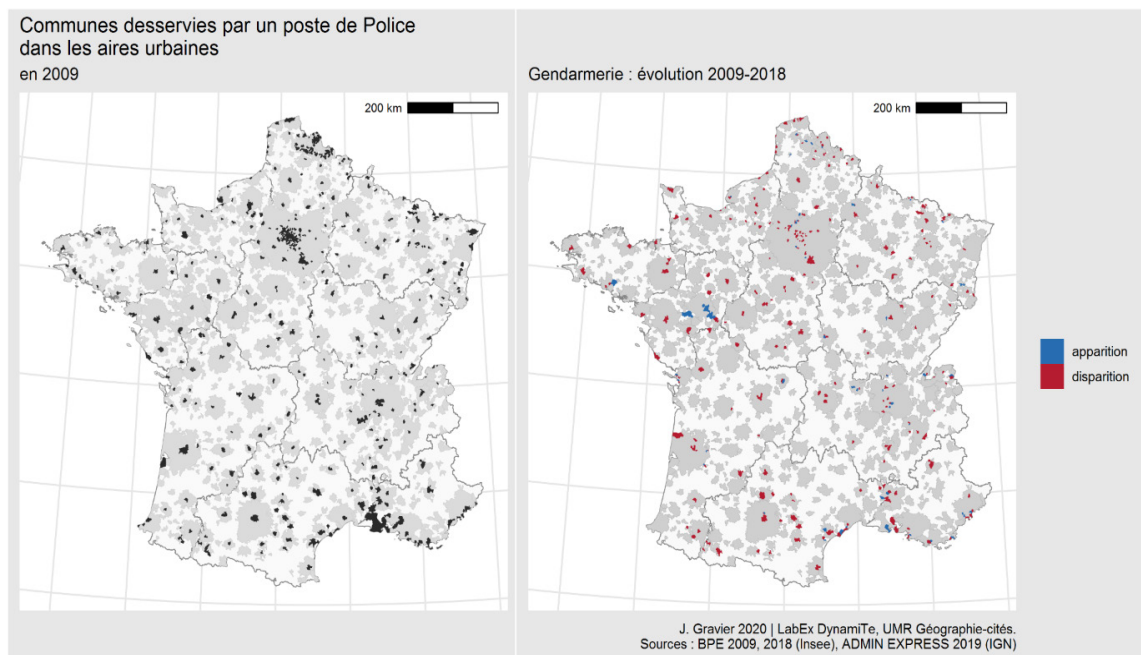 Communes desservies par un poste de Police
dans les aires urbaines
en 2009
200 km
Gendarmerie : évolution 2009-2018
200 km
apparition
disparition
J. Gravier 2020 | LabEx DynamiTe, UMR Géographie-cités.
Sources : BPE 2009, 2018 (Insee), ADMIN EXPRESS 2019 (IGN)